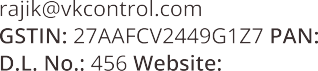 rajik@vkcontrol.com
GSTIN: 27AAFCV2449G1Z7 PAN:
D.L. No.: 456 Website: